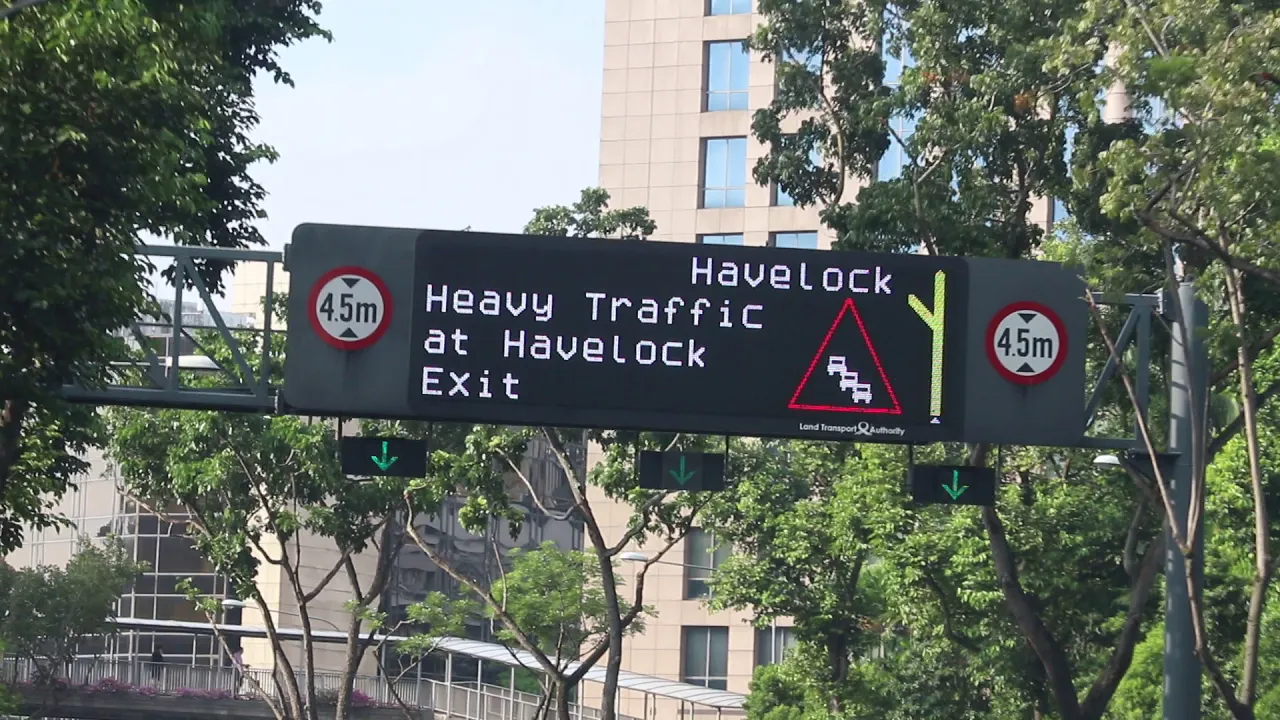 Havelock
Heavy Traffic
at Havelock
Exit
4.5m
4.5m
Land Transport Authority